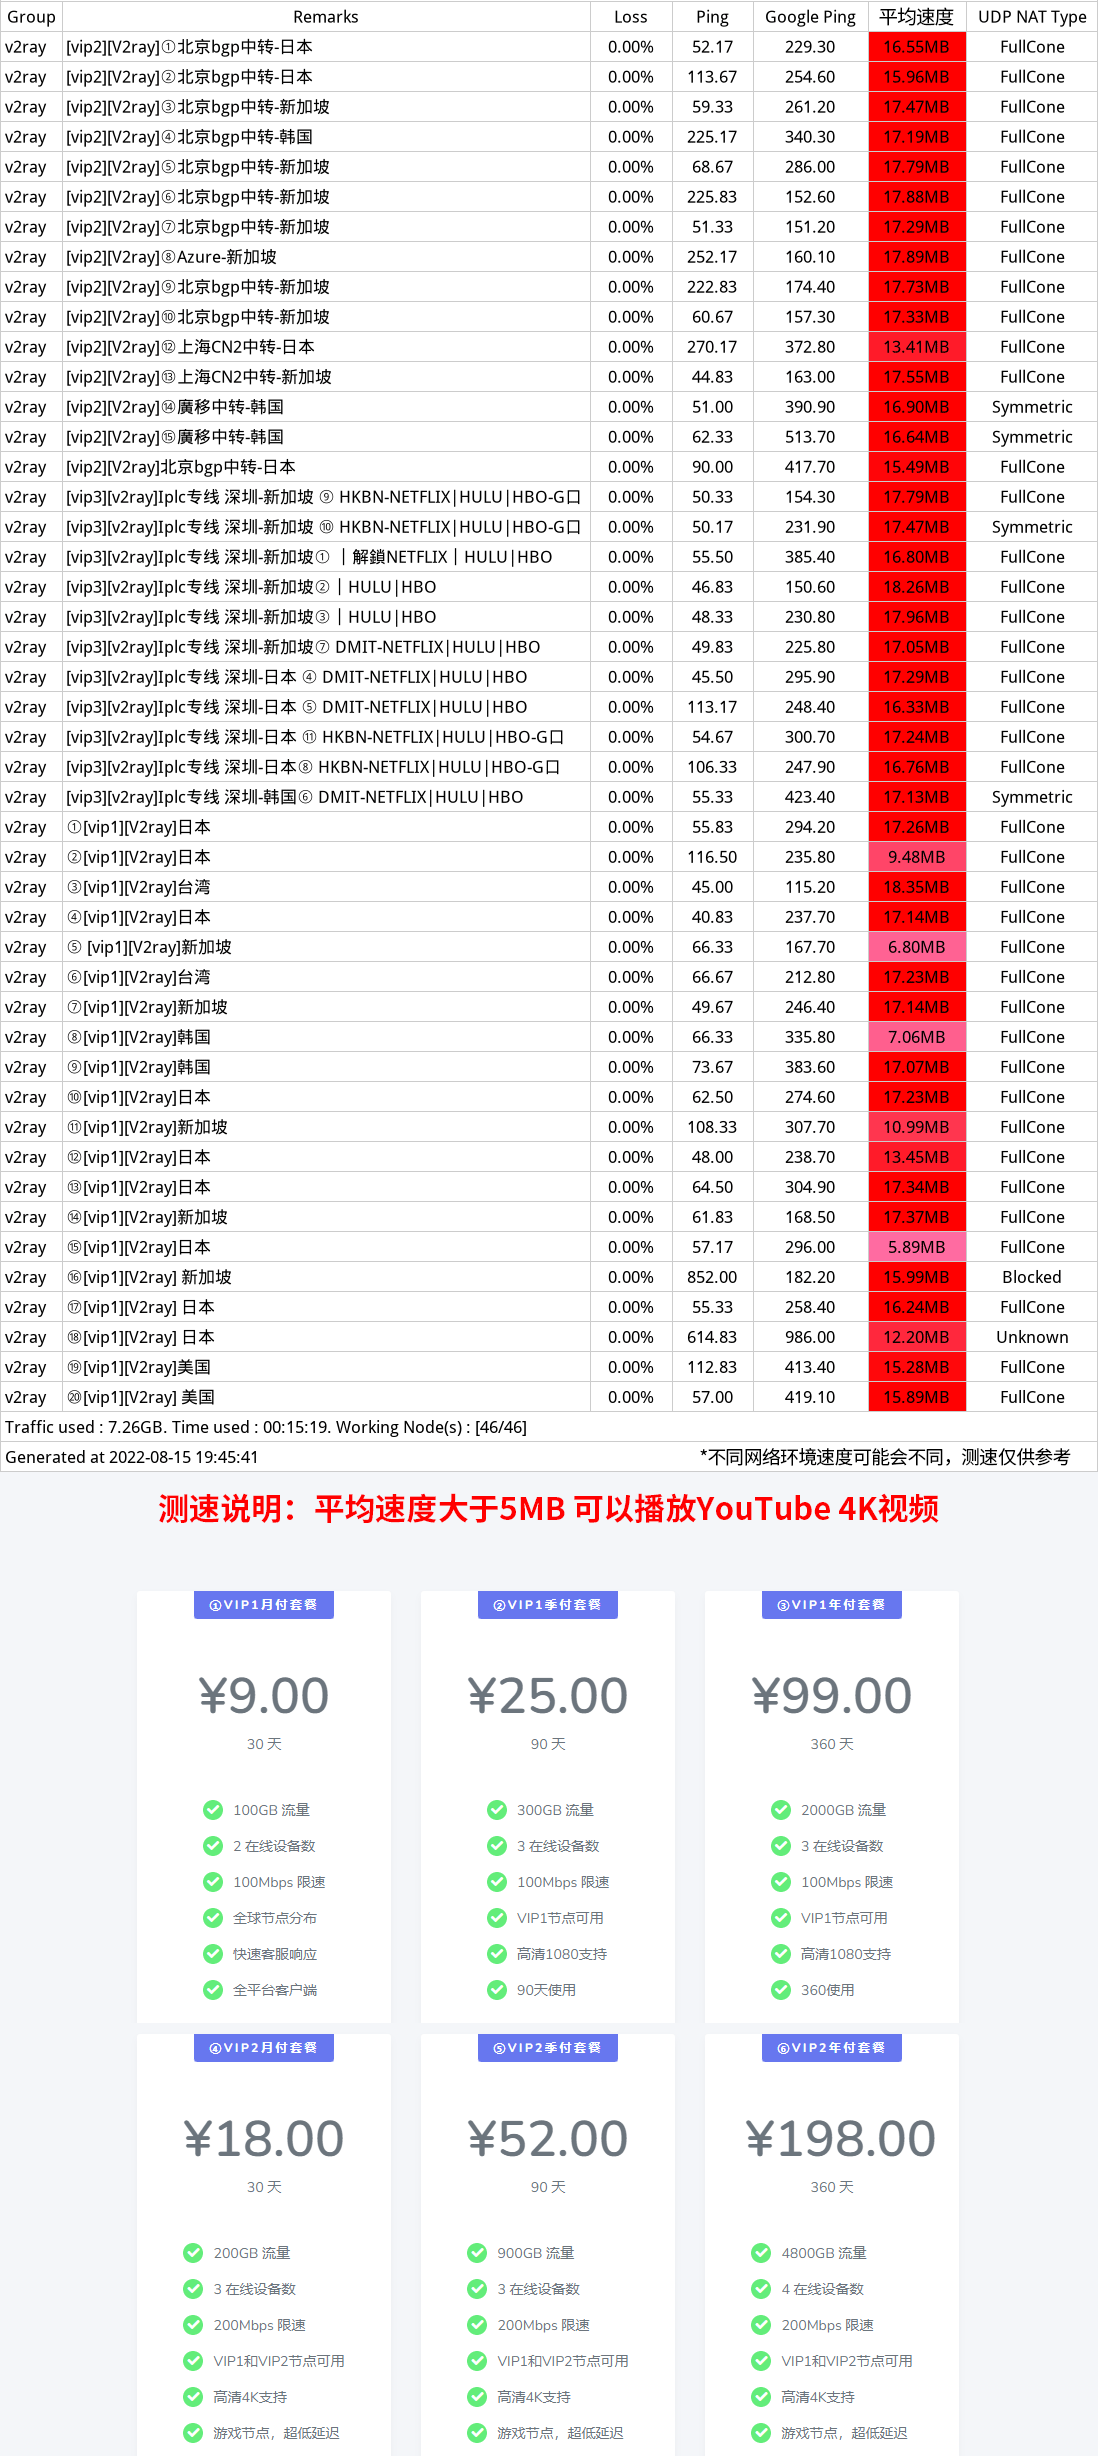 Group Remarks Loss Ping Google Ping 平均速度 UDP NAT Type
v2ray [vip2][V2ray]①北京bgp中转-日本 0.00% 52.17 229.30 16.55MB FullCone
v2ray [vip2][V2ray]②北京bgp中转-日本 0.00% 113.67 254.60 15.96MB FullCone
v2ray [vip2][V2ray]③北京bgp中转-新加坡 0.00% 59.33 261.20 17.47MB FullCone
v2ray [vip2][V2ray]④北京bgp中转-韩国 0.00% 225.17 340.30 17.19MB FullCone
v2ray [vip2][V2ray]⑤北京bgp中转-新加坡 0.00% 68.67 286.00 17.79MB FullCone
v2ray [vip2][V2ray]⑥北京bgp中转-新加坡 0.00% 225.83 152.60 17.88MB FullCone
v2ray [vip2][V2ray]⑦北京bgp中转-新加坡 0.00% 51.33 151.20 17.29MB FullCone
v2ray [vip2][V2ray]⑧Azure-新加坡 0.00% 252.17 160.10 17.89MB FullCone
v2ray [vip2][V2ray]⑨北京bgp中转-新加坡 0.00% 222.83 174.40 17.73MB FullCone
v2ray [vip2][V2ray]⑩北京bgp中转-新加坡 0.00% 60.67 157.30 17.33MB FullCone
v2ray [vip2][V2ray]⑫上海CN2中转-日本 0.00% 270.17 372.80 13.41MB FullCone
v2ray [vip2][V2ray]⑬上海CN2中转-新加坡 0.00% 44.83 163.00 17.55MB FullCone
v2ray [vip2][V2ray]⑭廣移中转-韩国 0.00% 51.00 390.90 16.90MB Symmetric
v2ray [vip2][V2ray]⑮廣移中转-韩国 0.00% 62.33 513.70 16.64MB Symmetric
v2ray [vip2][V2ray]北京bgp中转-日本 0.00% 90.00 417.70 15.49MB FullCone
v2ray [vip3][v2ray]Iplc专线 深圳-新加坡 ⑨ HKBN-NETFLIX|HULU|HBO-G口 0.00% 50.33 154.30 17.79MB FullCone
v2ray [vip3][v2ray]Iplc专线 深圳-新加坡 ⑩ HKBN-NETFLIX|HULU|HBO-G口 0.00% 50.17 231.90 17.47MB Symmetric
v2ray [vip3][v2ray]Iplc专线 深圳-新加坡① ｜解鎖NETFLIX｜HULU|HBO 0.00% 55.50 385.40 16.80MB FullCone
v2ray [vip3][v2ray]Iplc专线 深圳-新加坡②｜HULU|HBO 0.00% 46.83 150.60 18.26MB FullCone
v2ray [vip3][v2ray]Iplc专线 深圳-新加坡③｜HULU|HBO 0.00% 48.33 230.80 17.96MB FullCone
v2ray [vip3][v2ray]Iplc专线 深圳-新加坡⑦ DMIT-NETFLIX|HULU|HBO 0.00% 49.83 225.80 17.05MB FullCone
v2ray [vip3][v2ray]Iplc专线 深圳-日本 ④ DMIT-NETFLIX|HULU|HBO 0.00% 45.50 295.90 17.29MB FullCone
v2ray [vip3][v2ray]Iplc专线 深圳-日本 ⑤ DMIT-NETFLIX|HULU|HBO 0.00% 113.17 248.40 16.33MB FullCone
v2ray [vip3][v2ray]Iplc专线 深圳-日本 ⑪ HKBN-NETFLIX|HULU|HBO-G口 0.00% 54.67 300.70 17.24MB FullCone
v2ray [vip3][v2ray]Iplc专线 深圳-日本⑧ HKBN-NETFLIX|HULU|HBO-G口 0.00% 106.33 247.90 16.76MB FullCone
v2ray [vip3][v2ray]Iplc专线 深圳-韩国⑥ DMIT-NETFLIX|HULU|HBO 0.00% 55.33 423.40 17.13MB Symmetric
v2ray ①[vip1][V2ray]日本 0.00% 55.83 294.20 17.26MB FullCone
v2ray ②[vip1][V2ray]日本 0.00% 116.50 235.80 9.48MB FullCone
v2ray ③[vip1][V2ray]台湾 0.00% 45.00 115.20 18.35MB FullCone
v2ray ④[vip1][V2ray]日本 0.00% 40.83 237.70 17.14MB FullCone
v2ray ⑤ [vip1][V2ray]新加坡 0.00% 66.33 167.70 6.80MB FullCone
v2ray ⑥[vip1][V2ray]台湾 0.00% 66.67 212.80 17.23MB FullCone
v2ray ⑦[vip1][V2ray]新加坡 0.00% 49.67 246.40 17.14MB FullCone
v2ray ⑧[vip1][V2ray]韩国 0.00% 66.33 335.80 7.06MB FullCone
v2ray ⑨[vip1][V2ray]韩国 0.00% 73.67 383.60 17.07MB FullCone
v2ray ⑩[vip1][V2ray]日本 0.00% 62.50 274.60 17.23MB FullCone
v2ray ⑪[vip1][V2ray]新加坡 0.00% 108.33 307.70 10.99MB FullCone
v2ray ⑫[vip1][V2ray]日本 0.00% 48.00 238.70 13.45MB FullCone
v2ray ⑬[vip1][V2ray]日本 0.00% 64.50 304.90 17.34MB FullCone
v2ray ⑭[vip1][V2ray]新加坡 0.00% 61.83 168.50 17.37MB FullCone
v2ray ⑮[vip1][V2ray]日本 0.00% 57.17 296.00 5.89MB FullCone
v2ray ⑯[vip1][V2ray] 新加坡 0.00% 852.00 182.20 15.99MB Blocked
v2ray ⑰[vip1][V2ray] 日本 0.00% 55.33 258.40 16.24MB FullCone
v2ray ⑱[vip1][V2ray] 日本 0.00% 614.83 986.00 12.20MB Unknown
v2ray ⑲[vip1][V2ray]美国 0.00% 112.83 413.40 15.28MB FullCone
v2ray ⑳[vip1][V2ray] 美国 0.00% 57.00 419.10 15.89MB FullCone
Traffic used : 7.26GB. Time used : 00:15:19. Working Node(s) : [46/46]
Generated at 2022-08-15 19:45:41 *不同网络环境速度可能会不同，测速仅供参考
测速说明：平均速度大于5MB 可以播放YouTube 4K视频
①VIP1月付套餐 ②VIP1季付套餐 ③VIP1年付套餐
¥9.00 ¥25.00 ¥99.00
30 天 90 天 360 天
100GB 流量 300GB 流量 2000GB 流量
2 在线设备数 3 在线设备数 3 在线设备数
100Mbps 限速 100Mbps 限速 100Mbps 限速
全球节点分布 VIP1节点可用 VIP1节点可用
快速客服响应 高清1080支持 高清1080支持
全平台客户端 90天使用 360使用
④VIP2月付套餐 ⑤VIP2季付套餐 ⑥VIP2年付套餐
¥18.00 ¥52.00 ¥198.00
30 天 90 天 360 天
200GB 流量 900GB 流量 4800GB 流量
3 在线设备数 3 在线设备数 4 在线设备数
200Mbps 限速 200Mbps 限速 200Mbps 限速
VIP1和VIP2节点可用 VIP1和VIP2节点可用 VIP1和VIP2节点可用
高清4K支持 高清4K支持 高清4K支持
游戏节点，超低延迟 游戏节点，超低延迟 游戏节点，超低延迟